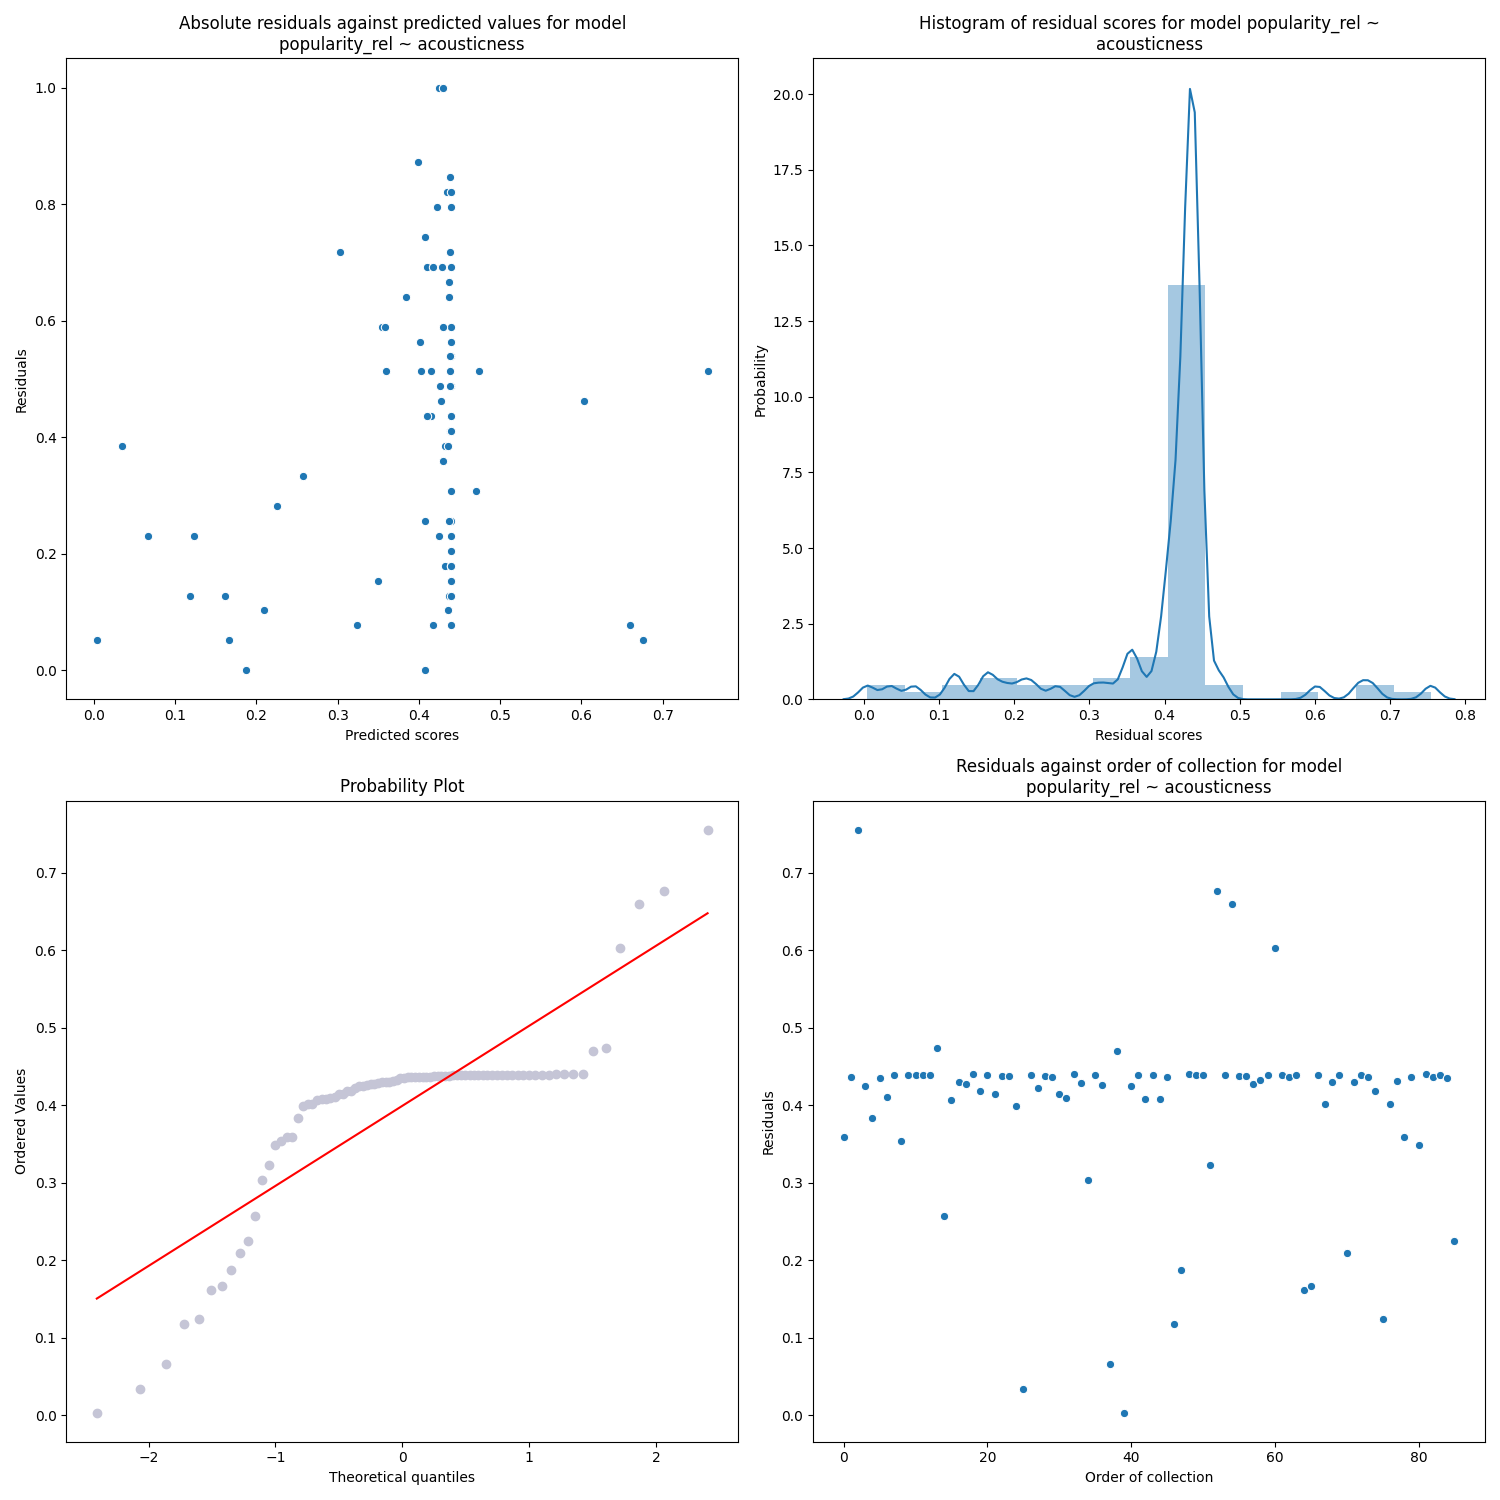 Absolute residuals against predicted values for model
popularity_rel ~ acousticness
1.0
0.8
0.6
0.4
0.2
0.0
Residuals
0.0 0.1 0.2 0.3 0.4 0.5 0.6 0.7
Predicted scores
Histogram of residual scores for model popularity_rel ~
acousticness
20.0
17.5
15.0
12.5
10.0
7.5
5.0
2.5
0.0
Probability
0.0 0.1 0.2 0.3 0.4 0.5 0.6 0.7 0.8
Residual scores
Probability Plot
0.7
0.6
0.5
0.4
0.3
0.2
0.1
0.0
Ordered Values
−2 −1 0 1 2
Theoretical quantiles
Residuals against order of collection for model
popularity_rel ~ acousticness
0.7
0.6
0.5
0.4
0.3
0.2
0.1
0.0
Residuals
0 20 40 60 80
Order of collection